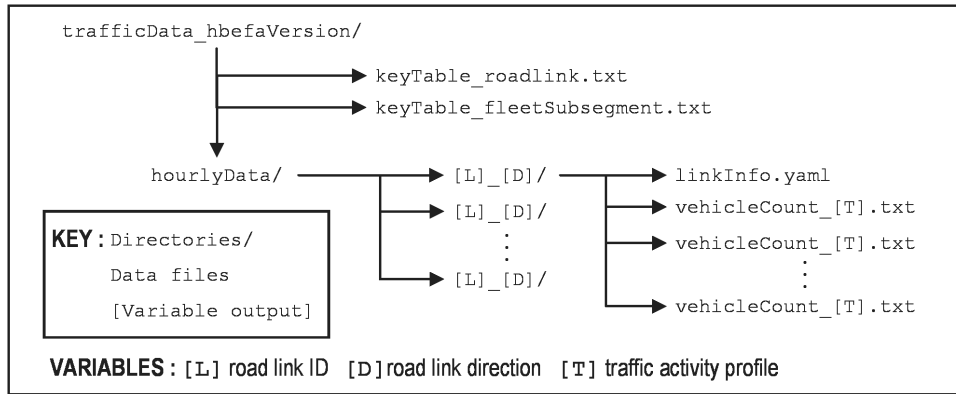 trafficData_hbefaVersion/
keyTable_roadlink.txt
keyTable_fleetSubsegment.txt
hourlyData/ [L]_[D]/ linkInfo.yaml
[L]_[D]/ vehicleCount_[T].txt
vehicleCount_[T].txt
[L]_[D]/ vehicleCount_[T].txt
KEY : Directories/
Data files
[Variable output]
VARIABLES : [L] road link ID [D] road link direction [T] traffic activity profile